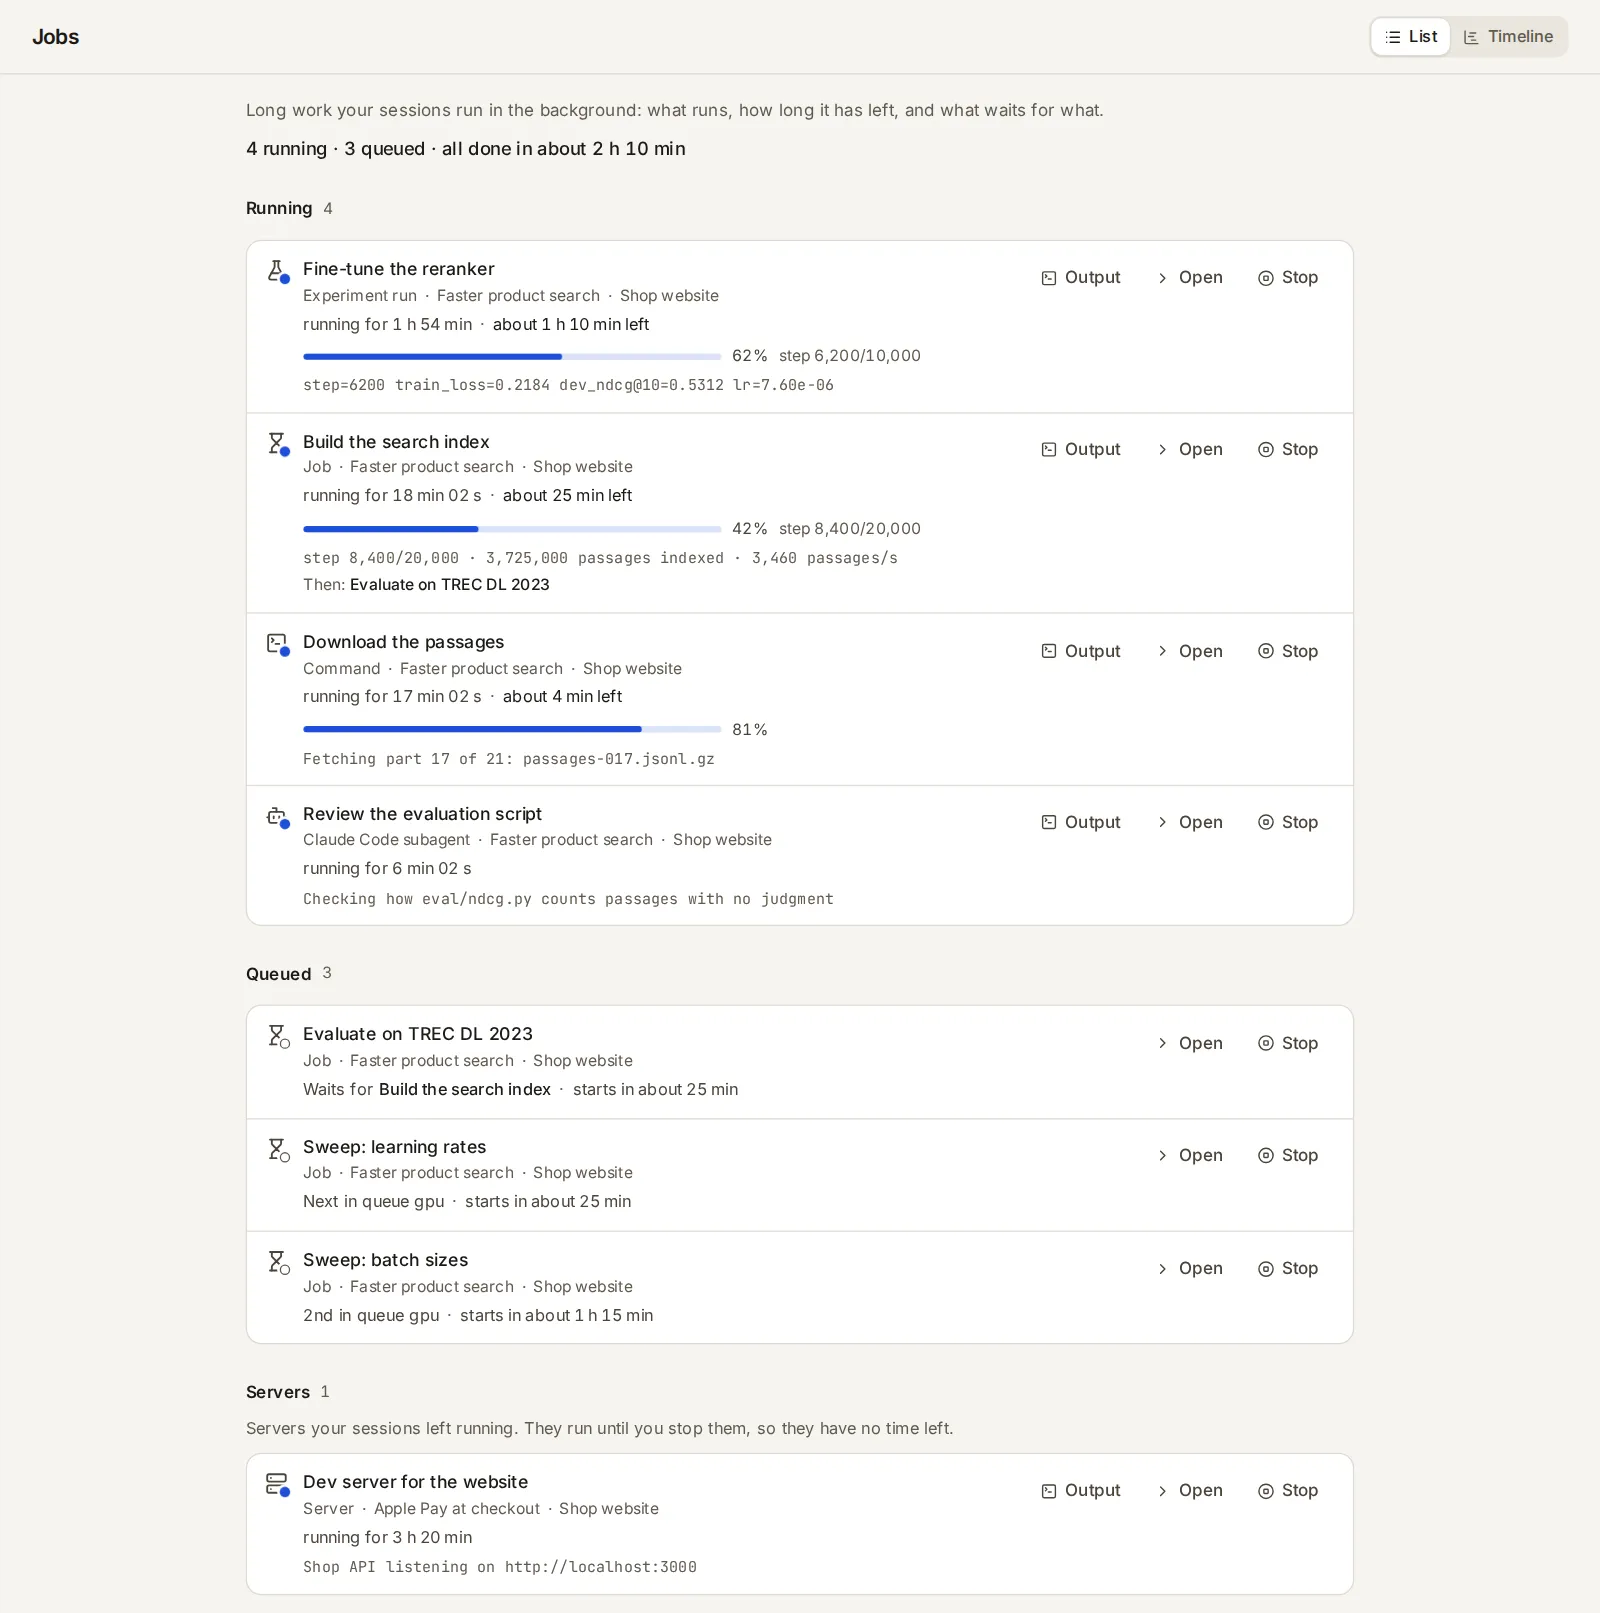 Jobs
List
Timeline
Long work your sessions run in the background: what runs, how long it has left, and what waits for what.
4 running · 3 queued · all done in about 2 h 10 min
Running 4
Fine-tune the reranker
Output
Open
Stop
Experiment run · Faster product search · Shop website
running for 1 h 54 min · about 1 h 10 min left
62% step 6,200/10,000
step=6200 train_loss=0.2184 dev_ndcg@10=0.5312 lr=7.60e-06
Build the search index
Output
Open
Stop
Job · Faster product search · Shop website
running for 18 min 02 s · about 25 min left
42% step 8,400/20,000
step 8,400/20,000 · 3,725,000 passages indexed · 3,460 passages/s
Then: Evaluate on TREC DL 2023
Download the passages
Output
Open
Stop
Command · Faster product search · Shop website
running for 17 min 02 s · about 4 min left
81%
Fetching part 17 of 21: passages-017.jsonl.gz
Review the evaluation script
Output
Open
Stop
Claude Code subagent · Faster product search · Shop website
running for 6 min 02 s
Checking how eval/ndcg.py counts passages with no judgment
Queued 3
Evaluate on TREC DL 2023
Open
Stop
Job · Faster product search · Shop website
Waits for Build the search index · starts in about 25 min
Sweep: learning rates
Open
Stop
Job · Faster product search · Shop website
Next in queue gpu · starts in about 25 min
Sweep: batch sizes
Open
Stop
Job · Faster product search · Shop website
2nd in queue gpu · starts in about 1 h 15 min
Servers 1
Servers your sessions left running. They run until you stop them, so they have no time left.
Dev server for the website
Output
Open
Stop
Server · Apple Pay at checkout · Shop website
running for 3 h 20 min
Shop API listening on http://localhost:3000